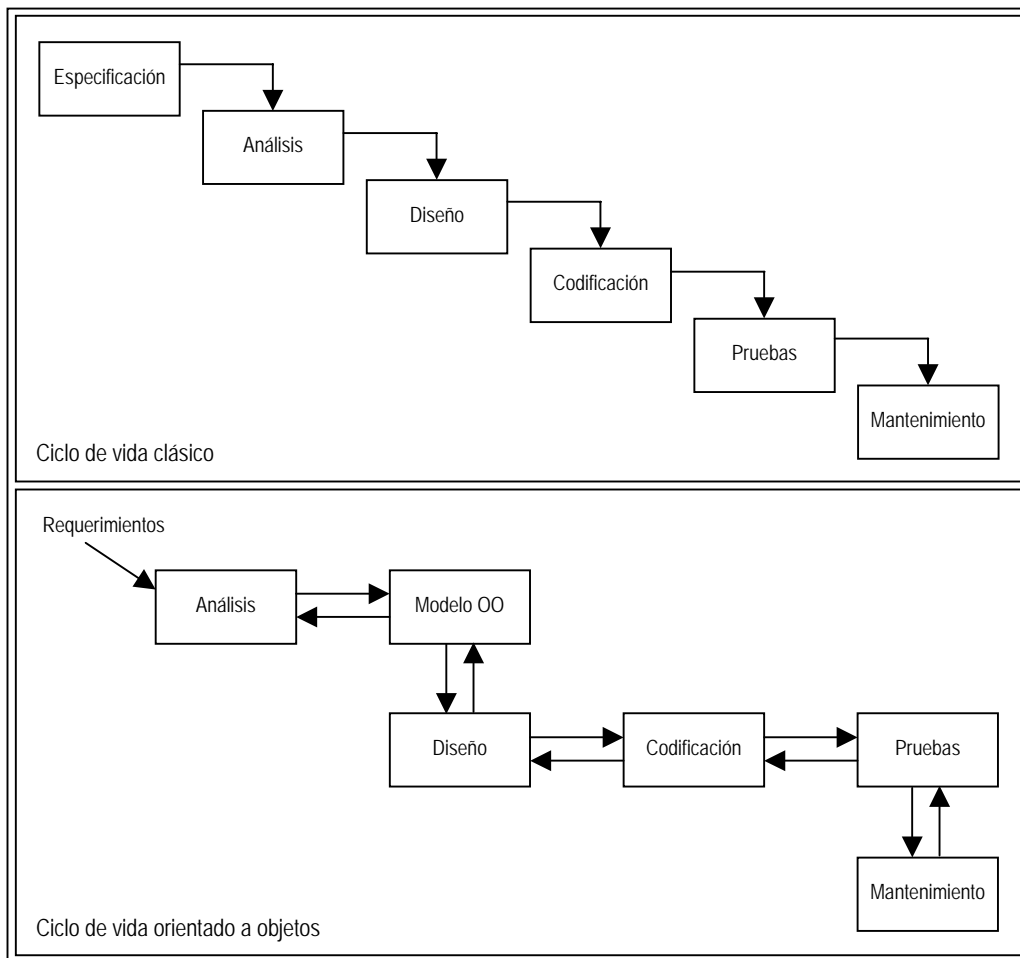 Especificación
Análisis
Diseño
Codificación
Pruebas
Mantenimiento
Ciclo de vida clásico
Requerimientos
Análisis
Modelo OO
Diseño
Codificación
Pruebas
Mantenimiento
Ciclo de vida orientado a objetos